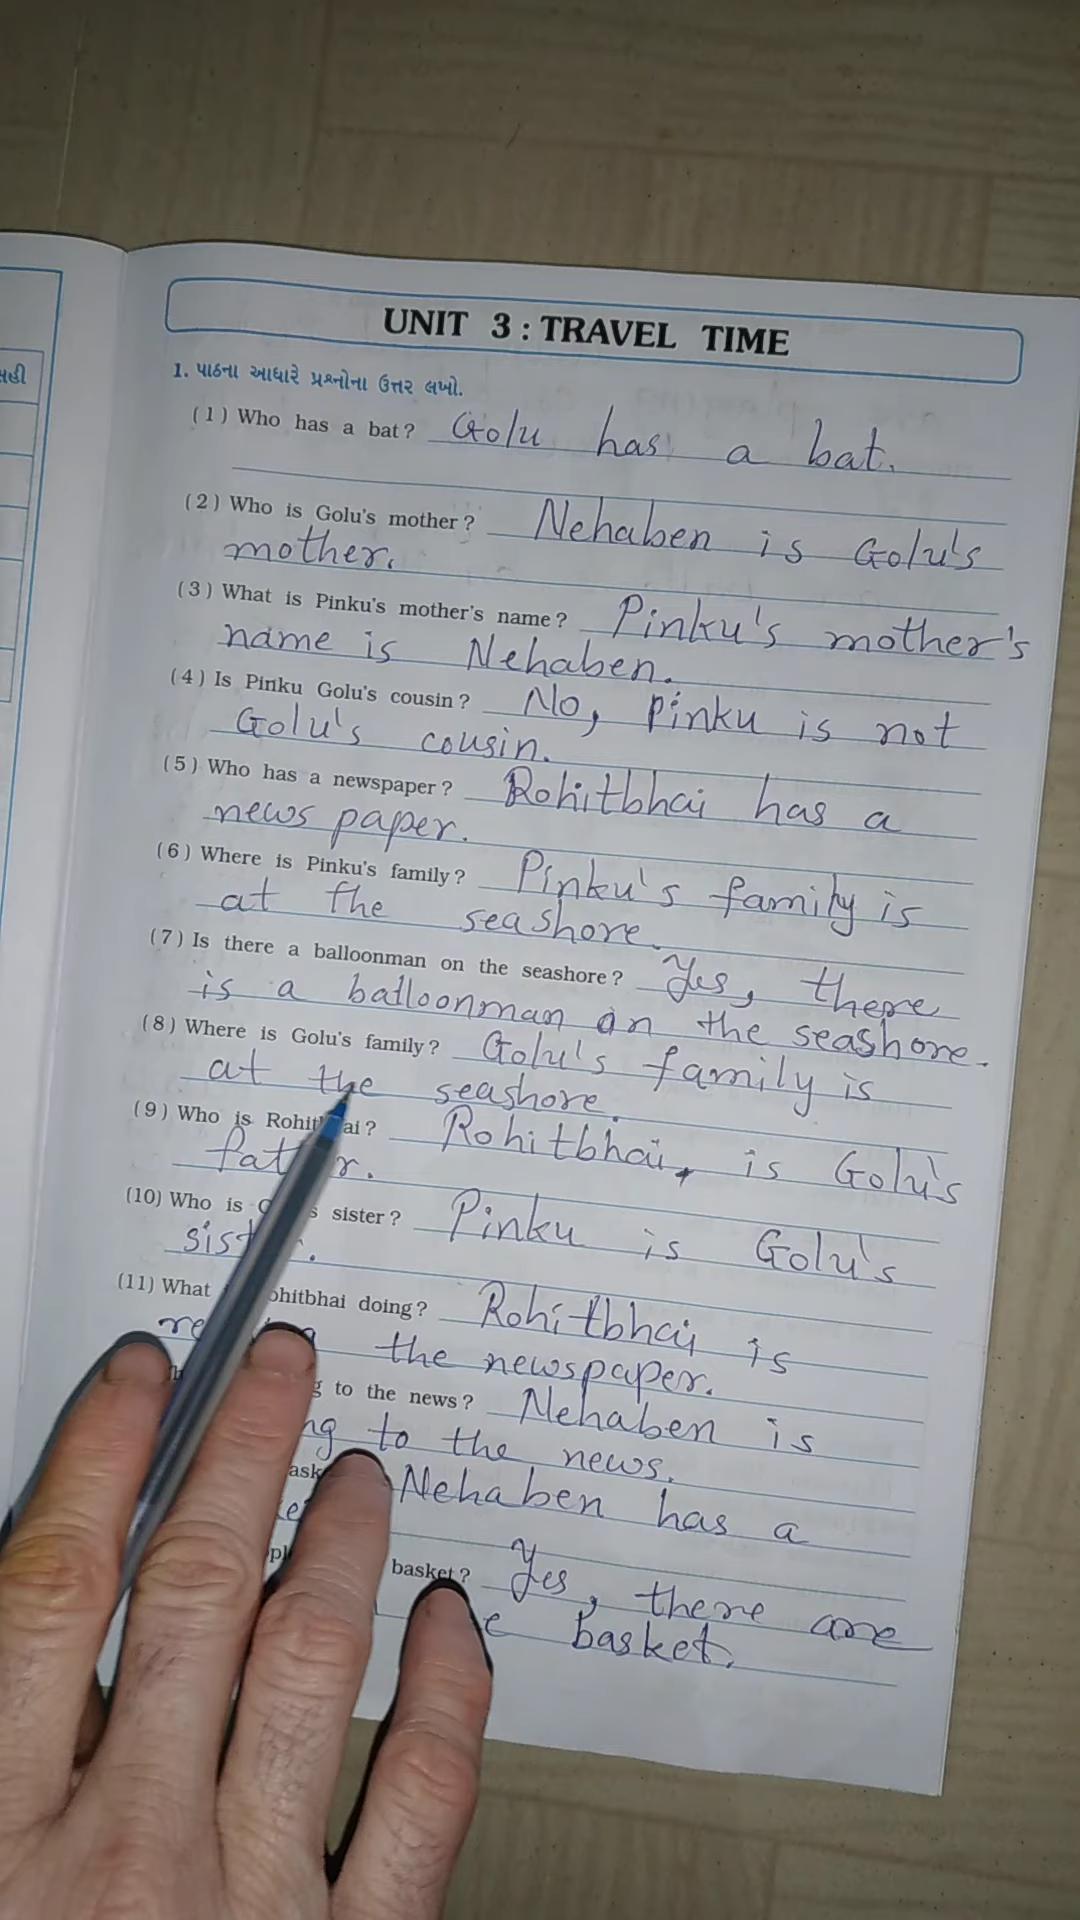 સહી
UNIT 3 : TRAVEL TIME
1. પાઠના આધારે પ્રશ્નોના ઉત્તર લખો.
(1) Who has a bat? Golu has a bat.
(2) Who is Golu's mother? Nehaben is Golu's
mother.
(3) What is Pinku's mother's name? Pinku's mother's
name is Nehaben.
(4) Is Pinku Golu's cousin? No, Pinku is not
Golu's cousin.
(5) Who has a newspaper? Rohitbhai has a
news paper.
(6) Where is Pinku's family? Pinku's family is
at the seashore.
(7) Is there a balloonman on the seashore? Yes, there
is a balloonman on the seashore.
(8) Where is Golu's family? Golu's family is
at the seashore.
(9) Who is Rohit ai? Rohitbhai, is Golu's
father.
(10) Who is sister? Pinku is Golu's
sister.
(11) What ohitbhai doing? Rohitbhai is
the newspaper.
g to the news? Nehaben is
ng to the news.
ask Nehaben has a
basket? Yes, there are
e basket.